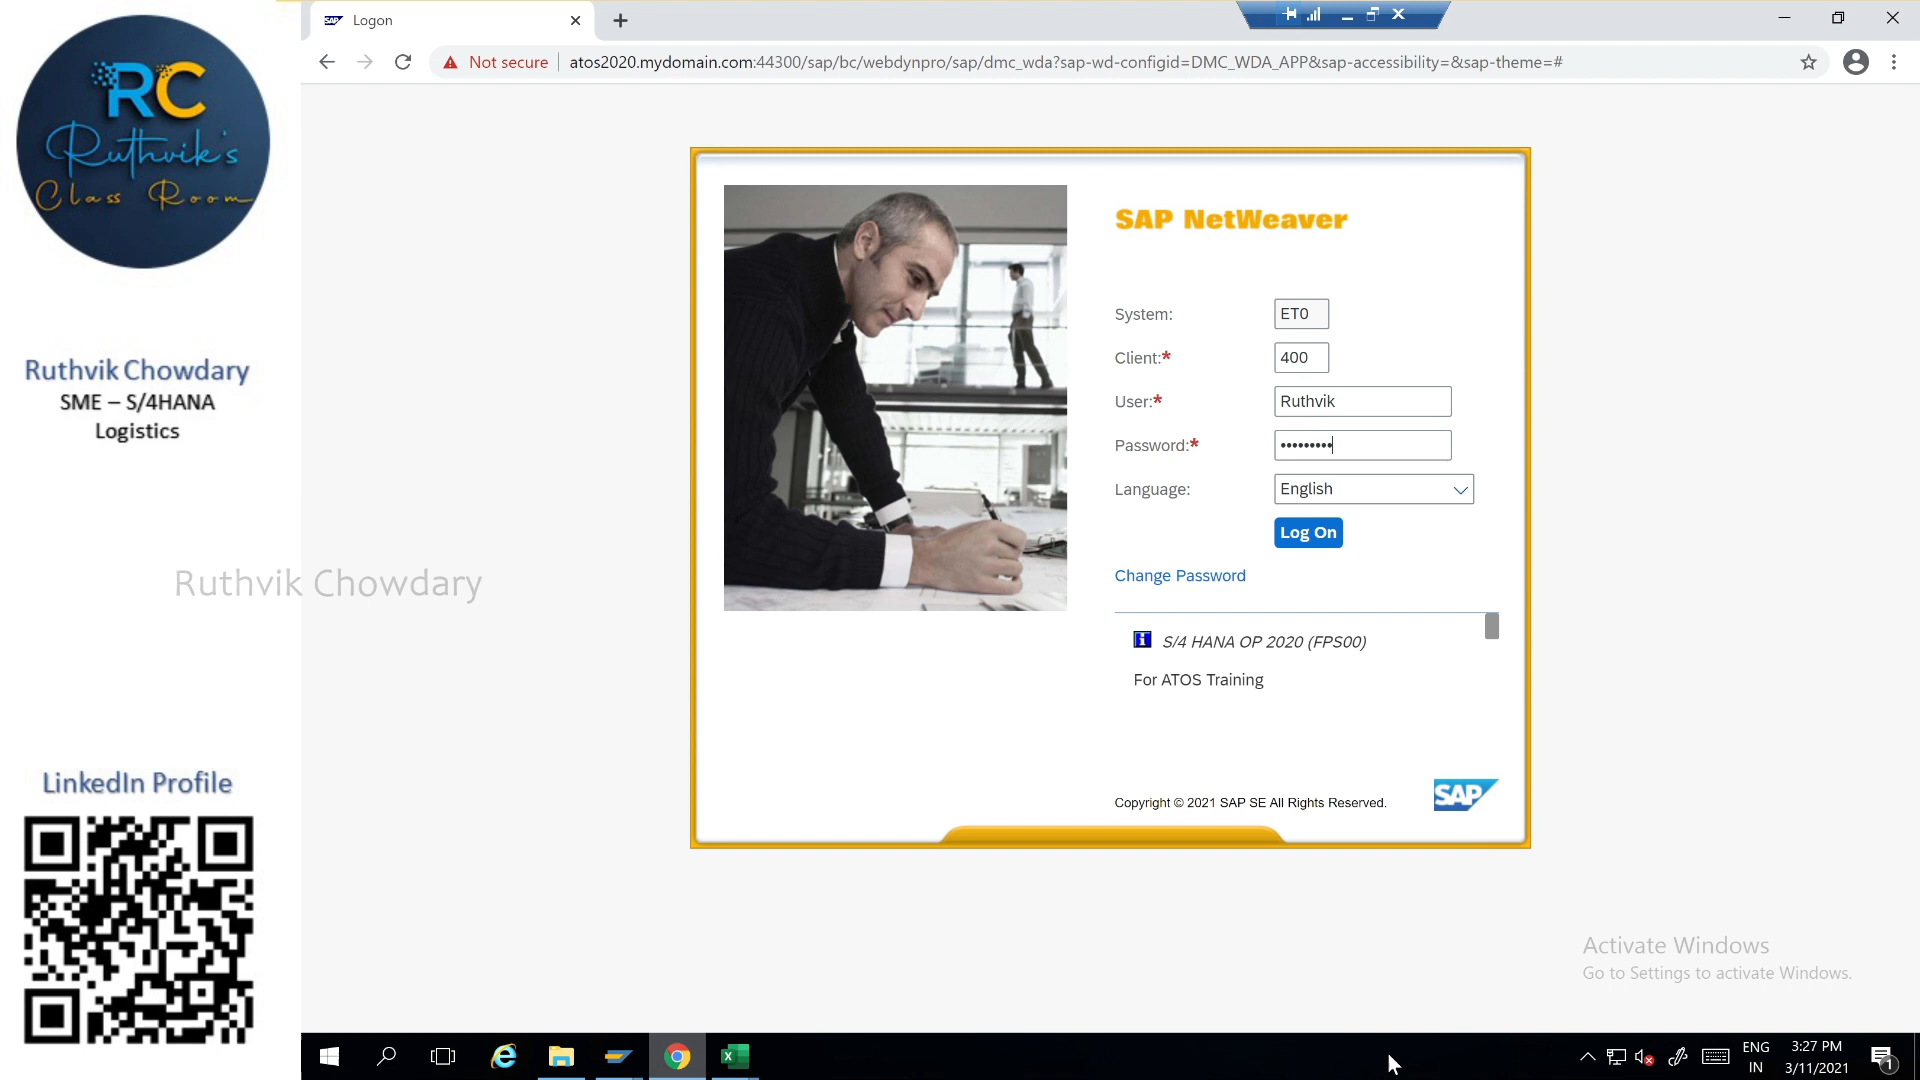 RC
Ruthvik's
Class Room
Ruthvik Chowdary
SME – S/4HANA
Logistics
LinkedIn Profile
Ruthvik Chowdary
SAP Logon
Not secure
atos2020.mydomain.com:44300/sap/bc/webdynpro/sap/dmc_wda?sap-wd-configid=DMC_WDA_APP&sap-accessibility=&sap-theme=#
SAP NetWeaver
System: ET0
Client:* 400
User:* Ruthvik
Password:* •••••••••
Language: English
Log On
Change Password
S/4 HANA OP 2020 (FPS00)
For ATOS Training
Copyright © 2021 SAP SE All Rights Reserved.
SAP
Activate Windows
Go to Settings to activate Windows.
ENG
IN
3:27 PM
3/11/2021
1